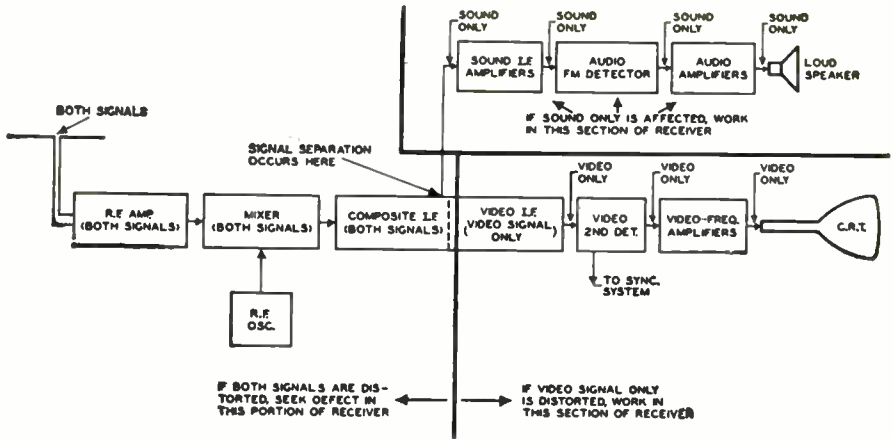 SOUND
ONLY
SOUND
ONLY
SOUND
ONLY
SOUND
ONLY
SOUND I.F.
AMPLIFIERS
AUDIO
FM DETECTOR
AUDIO
AMPLIFIERS
LOUD
SPEAKER
IF SOUND ONLY IS AFFECTED, WORK
IN THIS SECTION OF RECEIVER
BOTH SIGNALS
SIGNAL SEPARATION
OCCURS HERE
VIDEO
ONLY
VIDEO
ONLY
VIDEO
ONLY
R.F. AMP.
(BOTH SIGNALS)
MIXER
(BOTH SIGNALS)
COMPOSITE I.F.
(BOTH SIGNALS)
VIDEO I.F.
(VIDEO SIGNAL
ONLY)
VIDEO
2ND DET.
VIDEO-FREQ.
AMPLIFIERS
C.R.T.
TO SYNC.
SYSTEM
R.F.
OSC.
IF BOTH SIGNALS ARE DIS-
TORTED, SEEK DEFECT IN
THIS PORTION OF RECEIVER
IF VIDEO SIGNAL ONLY
IS DISTORTED, WORK IN
THIS SECTION OF RECEIVER